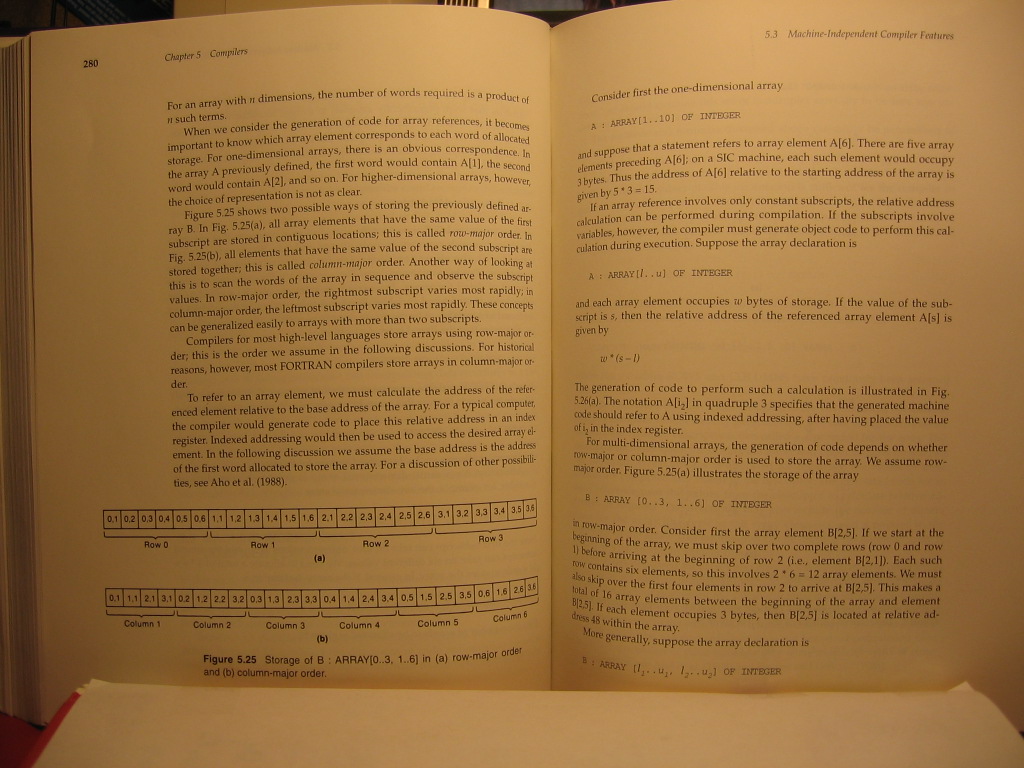 280
Chapter 5 Compilers
For an array with n dimensions, the number of words required is a product of
n such terms.
When we consider the generation of code for array references, it becomes
important to know which array element corresponds to each word of allocated
storage. For one-dimensional arrays, there is an obvious correspondence. In
the array A previously defined, the first word would contain A[1], the second
word would contain A[2], and so on. For higher-dimensional arrays, however,
the choice of representation is not as clear.
Figure 5.25 shows two possible ways of storing the previously defined ar-
ray B. In Fig. 5.25(a), all array elements that have the same value of the first
subscript are stored in contiguous locations; this is called row-major order. In
Fig. 5.25(b), all elements that have the same value of the second subscript are
stored together; this is called column-major order. Another way of looking at
this is to scan the words of the array in sequence and observe the subscript
values. In row-major order, the rightmost subscript varies most rapidly; in
column-major order, the leftmost subscript varies most rapidly. These concepts
can be generalized easily to arrays with more than two subscripts.
Compilers for most high-level languages store arrays using row-major or-
der; this is the order we assume in the following discussions. For historical
reasons, however, most FORTRAN compilers store arrays in column-major or-
der.
To refer to an array element, we must calculate the address of the refer-
enced element relative to the base address of the array. For a typical computer,
the compiler would generate code to place this relative address in an index
register. Indexed addressing would then be used to access the desired array el-
ement. In the following discussion we assume the base address is the address
of the first word allocated to store the array. For a discussion of other possibili-
ties, see Aho et al. (1988).
0,1 0,2 0,3 0,4 0,5 0,6 1,1 1,2 1,3 1,4 1,5 1,6 2,1 2,2 2,3 2,4 2,5 2,6 3,1 3,2 3,3 3,4 3,5 3,6
Row 0 Row 1 Row 2 Row 3
(a)
0,1 1,1 2,1 3,1 0,2 1,2 2,2 3,2 0,3 1,3 2,3 3,3 0,4 1,4 2,4 3,4 0,5 1,5 2,5 3,5 0,6 1,6 2,6 3,6
Column 1 Column 2 Column 3 Column 4 Column 5 Column 6
(b)
Figure 5.25 Storage of B : ARRAY[0..3, 1..6] in (a) row-major order
and (b) column-major order.
5.3 Machine-Independent Compiler Features
Consider first the one-dimensional array
A : ARRAY[1..10] OF INTEGER
and suppose that a statement refers to array element A[6]. There are five array
elements preceding A[6]; on a SIC machine, each such element would occupy
3 bytes. Thus the address of A[6] relative to the starting address of the array is
given by 5 * 3 = 15.
If an array reference involves only constant subscripts, the relative address
calculation can be performed during compilation. If the subscripts involve
variables, however, the compiler must generate object code to perform this cal-
culation during execution. Suppose the array declaration is
A : ARRAY[l..u] OF INTEGER
and each array element occupies w bytes of storage. If the value of the sub-
script is s, then the relative address of the referenced array element A[s] is
given by
w * (s – l)
The generation of code to perform such a calculation is illustrated in Fig.
5.26(a). The notation A[i₂] in quadruple 3 specifies that the generated machine
code should refer to A using indexed addressing, after having placed the value
of i₂ in the index register.
For multi-dimensional arrays, the generation of code depends on whether
row-major or column-major order is used to store the array. We assume row-
major order. Figure 5.25(a) illustrates the storage of the array
B : ARRAY [0..3, 1..6] OF INTEGER
in row-major order. Consider first the array element B[2,5]. If we start at the
beginning of the array, we must skip over two complete rows (row 0 and row
1) before arriving at the beginning of row 2 (i.e., element B[2,1]). Each such
row contains six elements, so this involves 2 * 6 = 12 array elements. We must
also skip over the first four elements in row 2 to arrive at B[2,5]. This makes a
total of 16 array elements between the beginning of the array and element
B[2,5]. If each element occupies 3 bytes, then B[2,5] is located at relative ad-
dress 48 within the array.
More generally, suppose the array declaration is
B : ARRAY [l₁..u₁, l₂..u₂] OF INTEGER